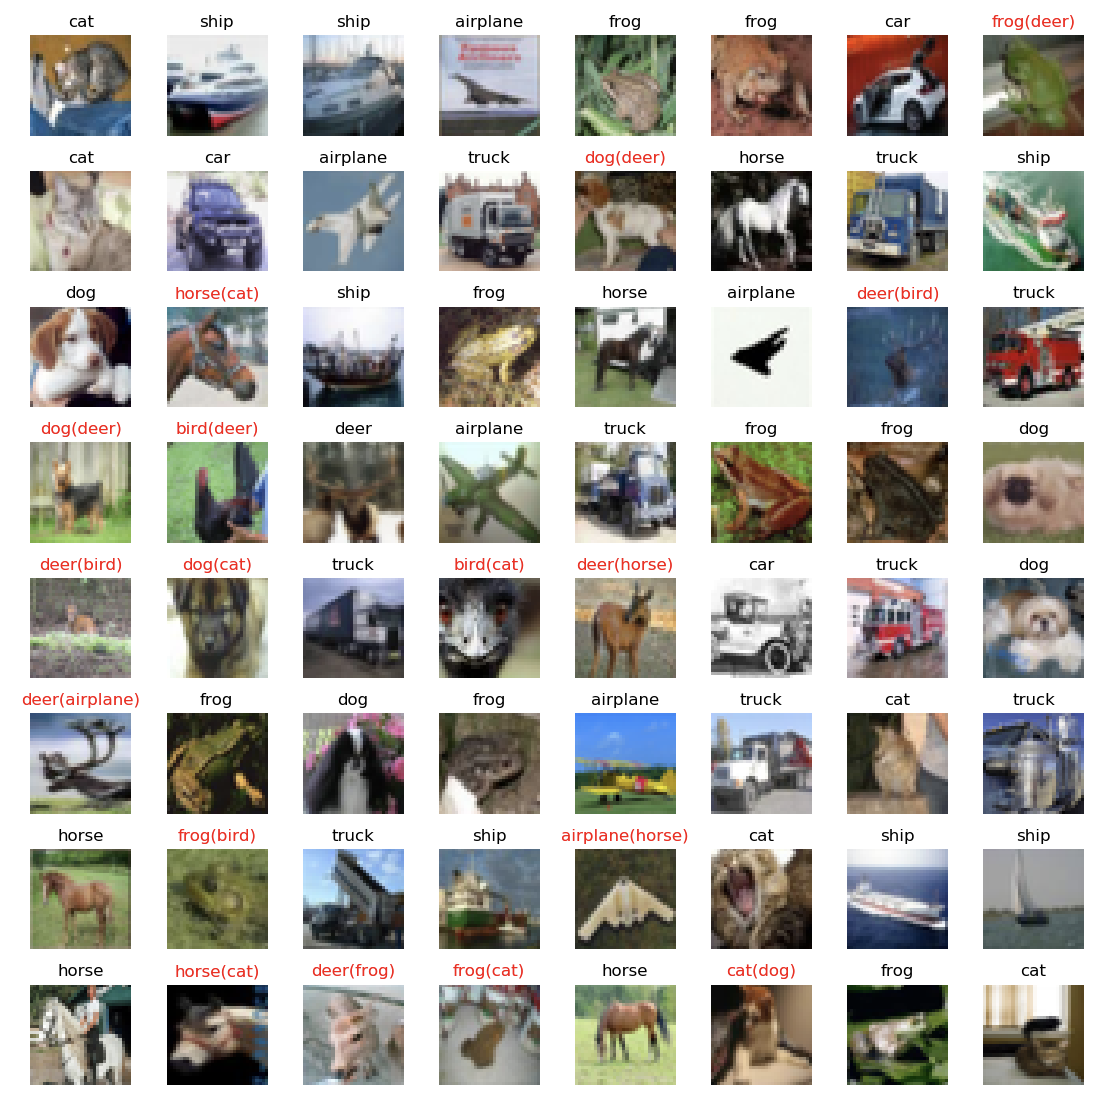 cat ship ship airplane frog frog car frog(deer)
cat car airplane truck dog(deer) horse truck ship
dog horse(cat) ship frog horse airplane deer(bird) truck
dog(deer) bird(deer) deer airplane truck frog frog dog
deer(bird) dog(cat) truck bird(cat) deer(horse) car truck dog
deer(airplane) frog dog frog airplane truck cat truck
horse frog(bird) truck ship airplane(horse) cat ship ship
horse horse(cat) deer(frog) frog(cat) horse cat(dog) frog cat